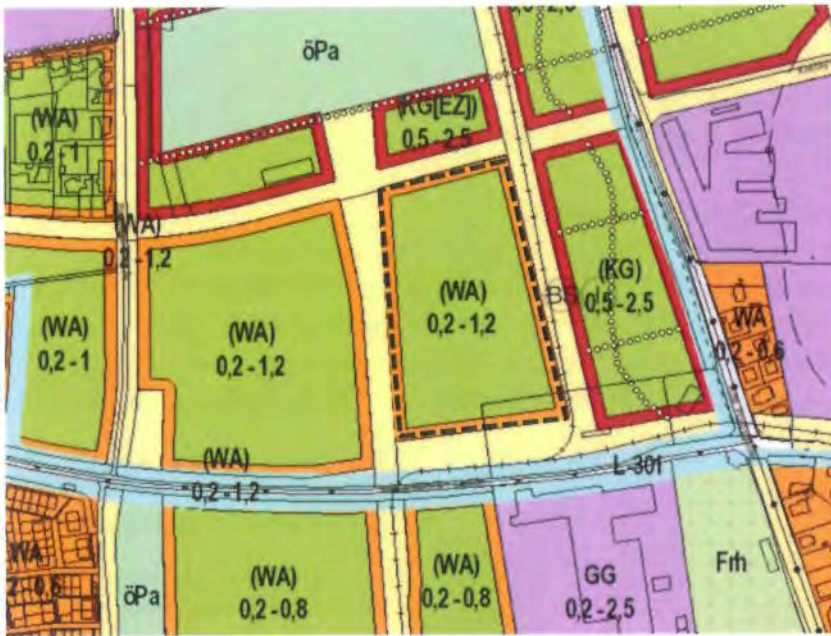 öPa
(KG[EZ])
0,5 - 2,5
(WA)
0,2 - 1
(WA)
0,2 - 1,2
(WA)
0,2 - 1
(WA)
0,2 - 1,2
(WA)
0,2 - 1,2
(KG)
0,5 - 2,5
WA
0,2 - 0,6
(WA)
0,2 - 1,2
L-301
WA
öPa
(WA)
0,2 - 0,8
(WA)
0,2 - 0,8
GG
0,2 - 2,5
Frh